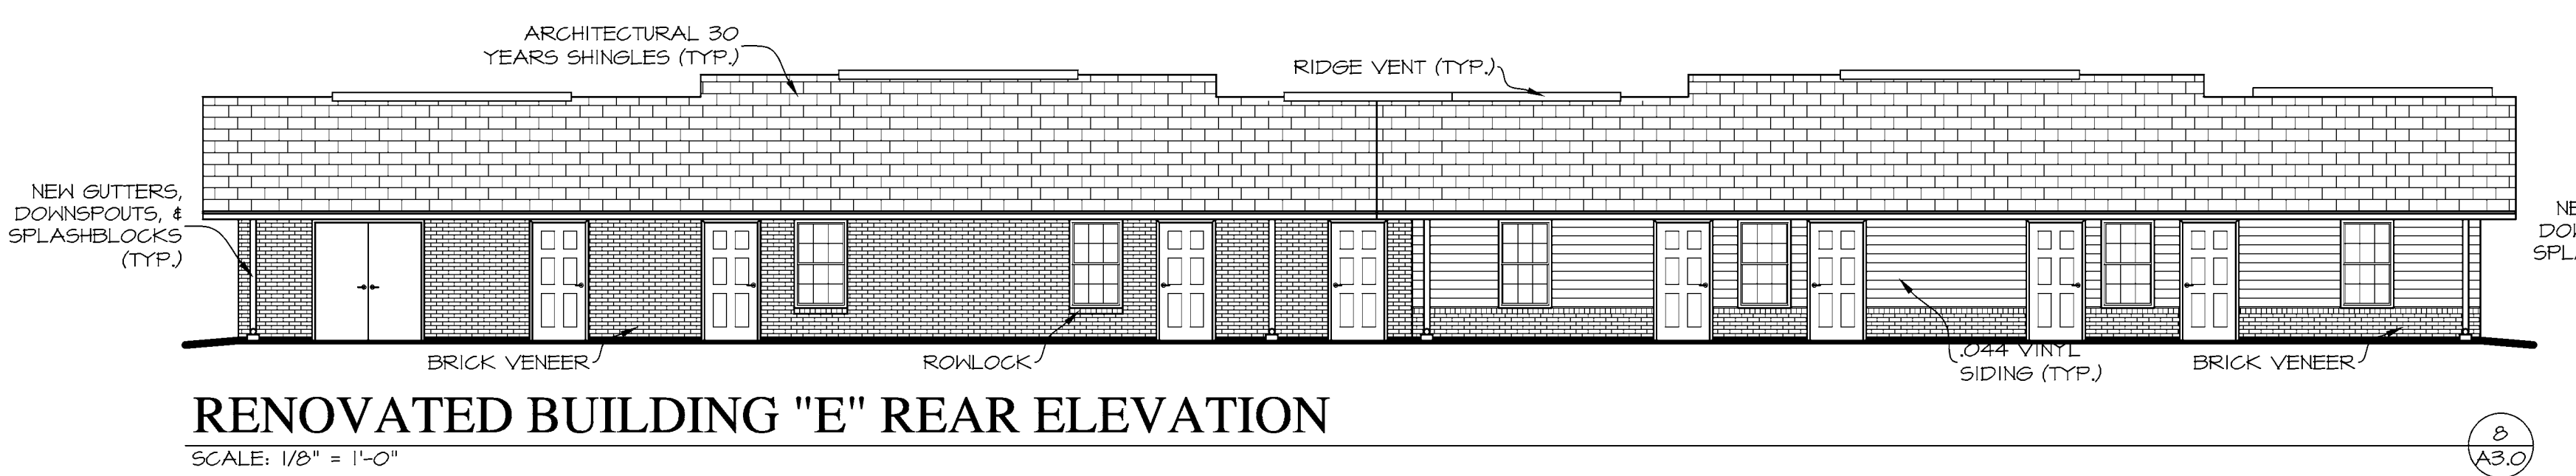 ARCHITECTURAL 30
YEARS SHINGLES (TYP.)
RIDGE VENT (TYP.)
NEW GUTTERS,
DOWNSPOUTS, &
SPLASHBLOCKS
(TYP.)
BRICK VENEER
ROWLOCK
.044 VINYL
SIDING (TYP.)
BRICK VENEER
RENOVATED BUILDING "E" REAR ELEVATION
SCALE: 1/8" = 1'-0"
8
A3.0